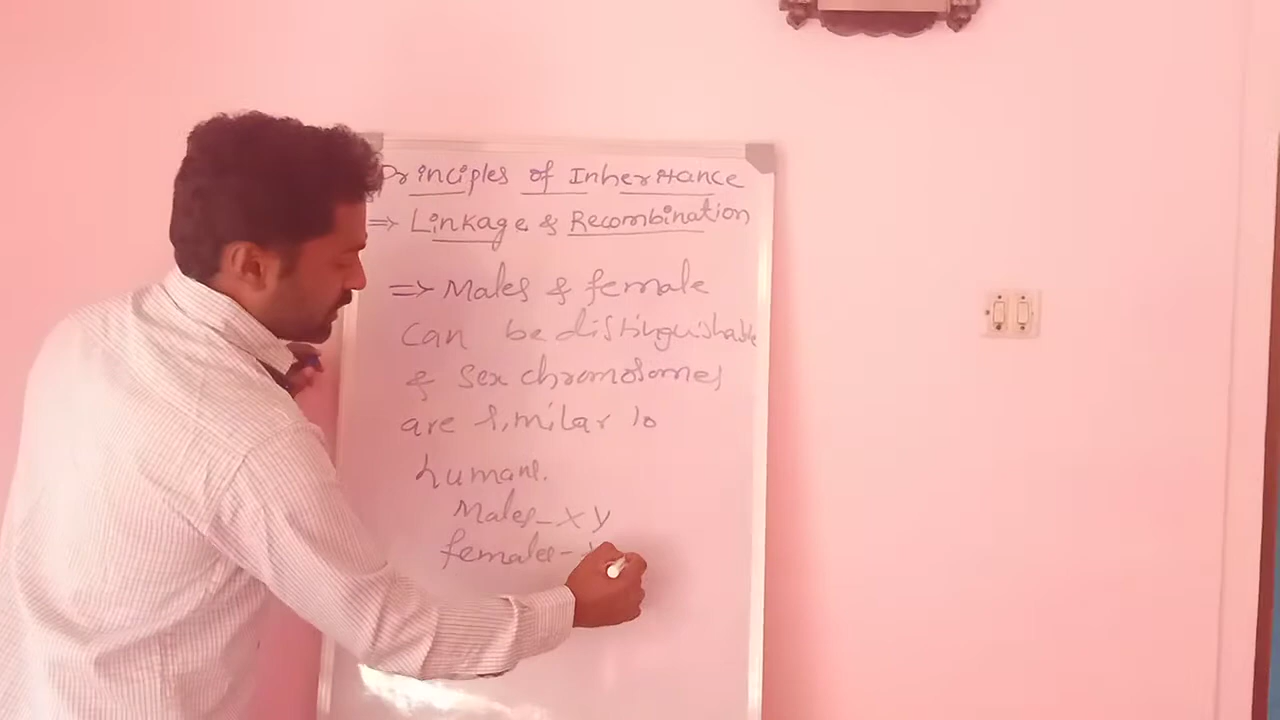 Principles of Inheritance
⇒ Linkage & Recombination
⇒ Males & female
can be distinguishable
& sex chromosomes
are similar to
humans.
Males - XY
females -